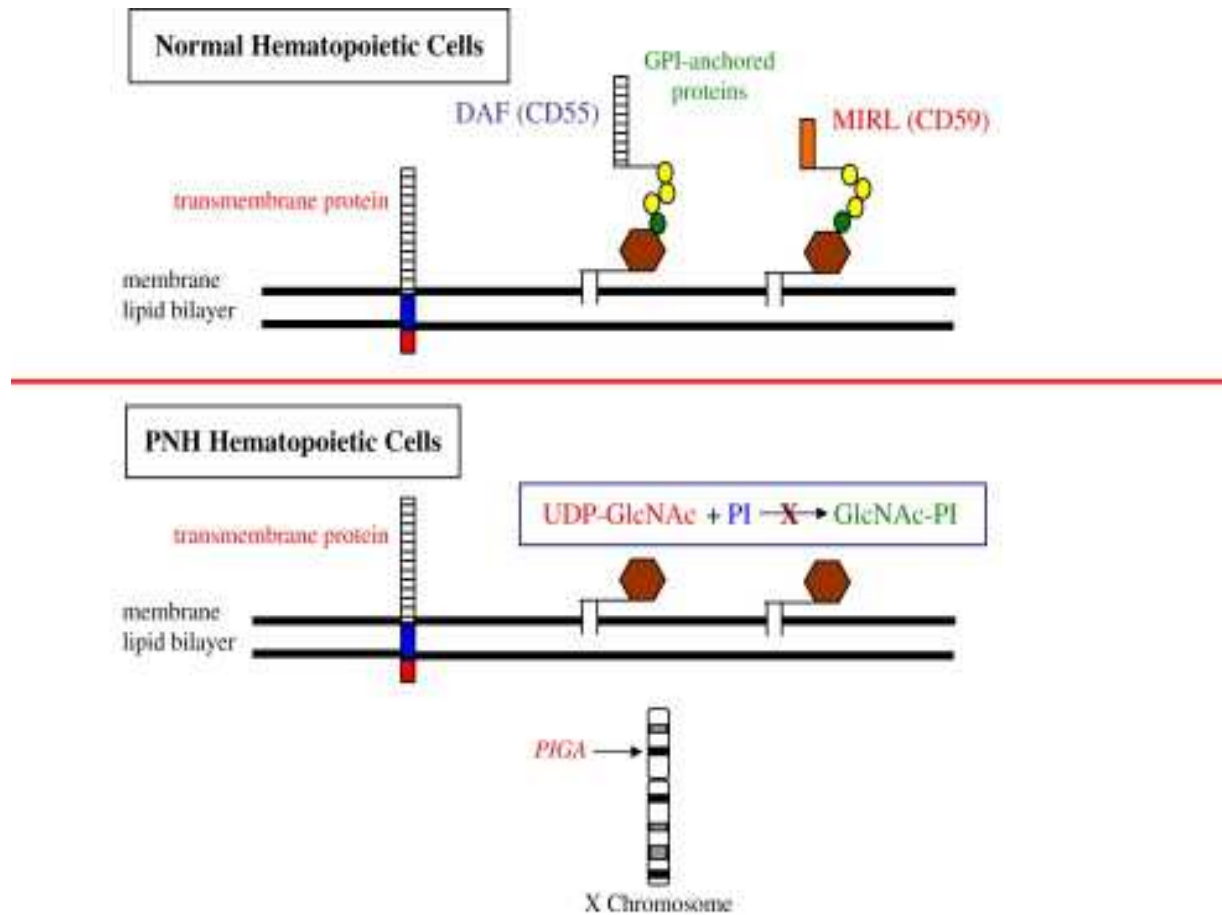 Normal Hematopoietic Cells
GPI-anchored
proteins
DAF (CD55)
MIRL (CD59)
transmembrane protein
membrane
lipid bilayer
PNH Hematopoietic Cells
UDP-GlcNAc + PI X GlcNAc-PI
transmembrane protein
membrane
lipid bilayer
PIGA
X Chromosome